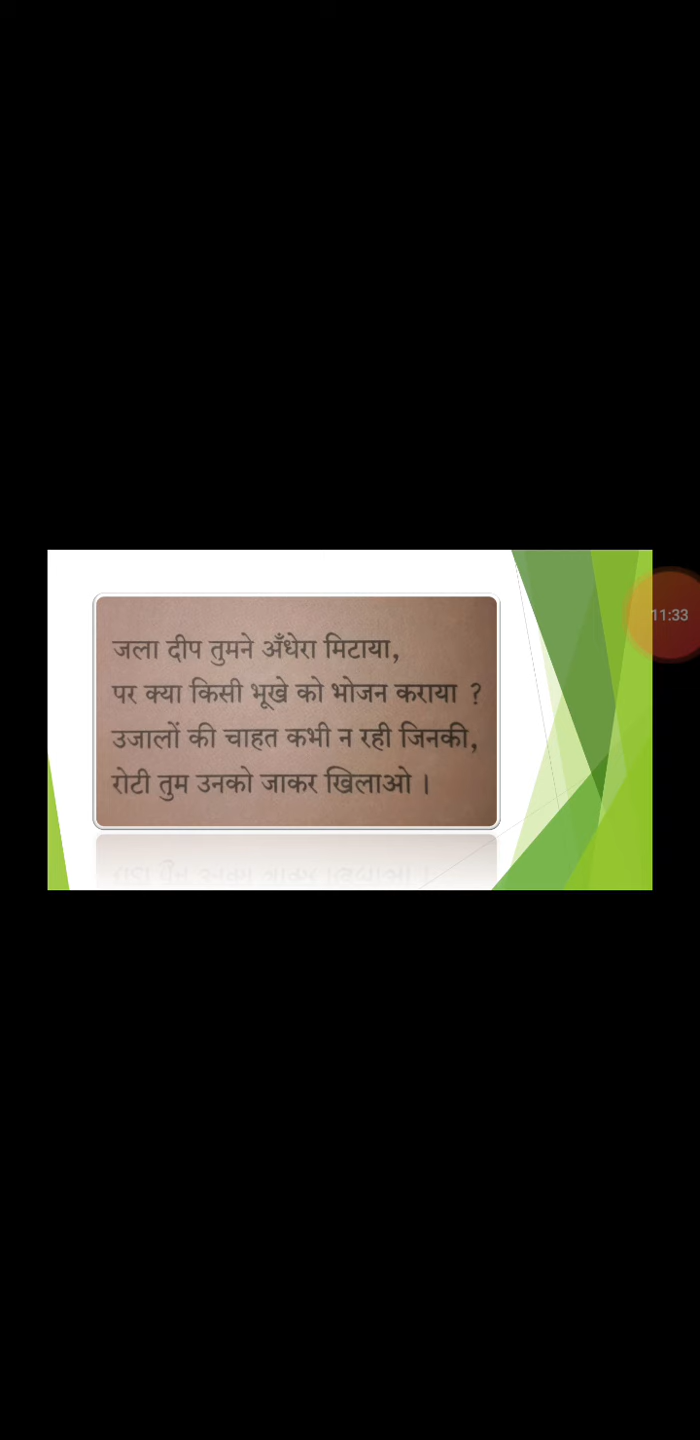 जला दीप तुमने अँधेरा मिटाया,
पर क्या किसी भूखे को भोजन कराया ?
उजालों की चाहत कभी न रही जिनकी,
रोटी तुम उनको जाकर खिलाओ ।
11:33